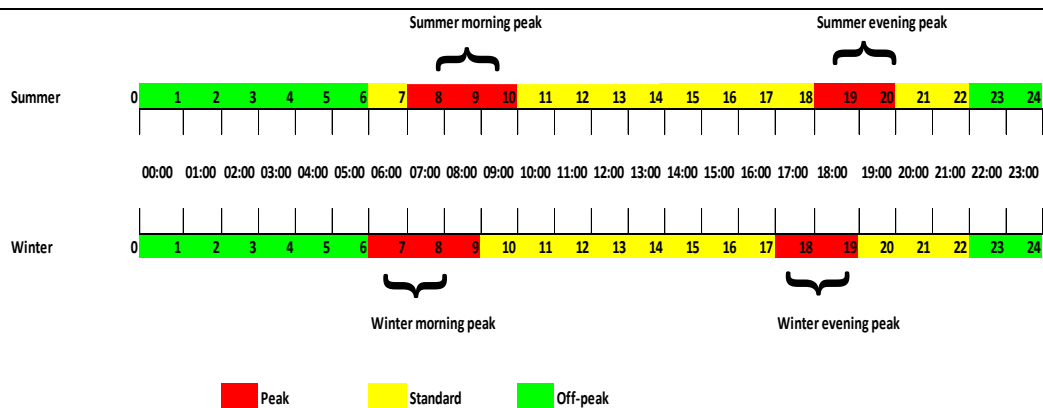 Summer morning peak Summer evening peak
Summer 0 1 2 3 4 5 6 7 8 9 10 11 12 13 14 15 16 17 18 19 20 21 22 23 24
00:00 01:00 02:00 03:00 04:00 05:00 06:00 07:00 08:00 09:00 10:00 11:00 12:00 13:00 14:00 15:00 16:00 17:00 18:00 19:00 20:00 21:00 22:00 23:00
Winter 0 1 2 3 4 5 6 7 8 9 10 11 12 13 14 15 16 17 18 19 20 21 22 23 24
Winter morning peak Winter evening peak
Peak Standard Off-peak